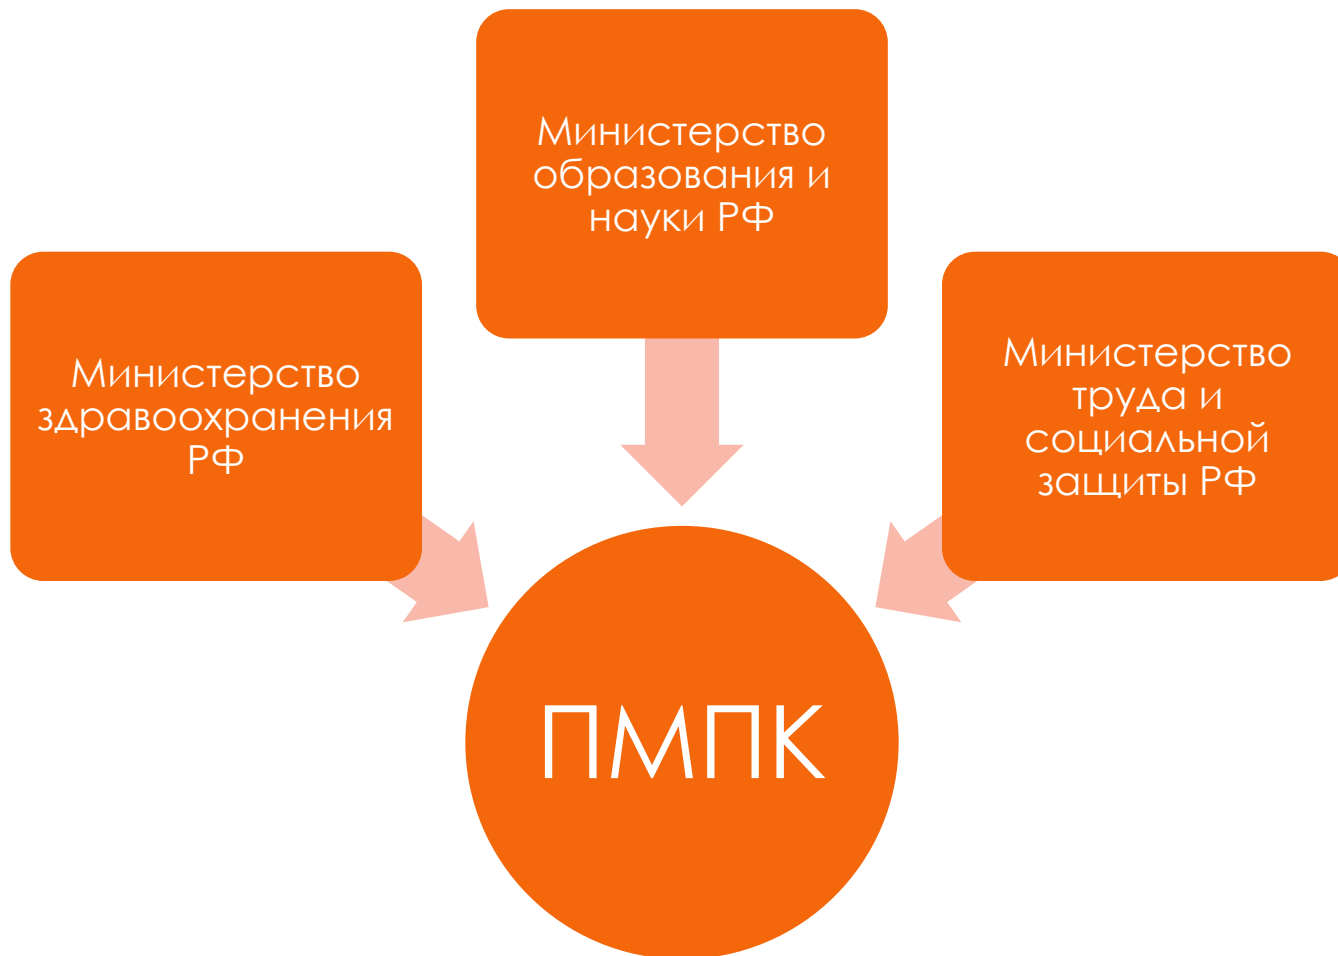 Министерство
образования и
науки РФ
Министерство
здравоохранения
РФ
Министерство
труда и
социальной
защиты РФ
ПМПК